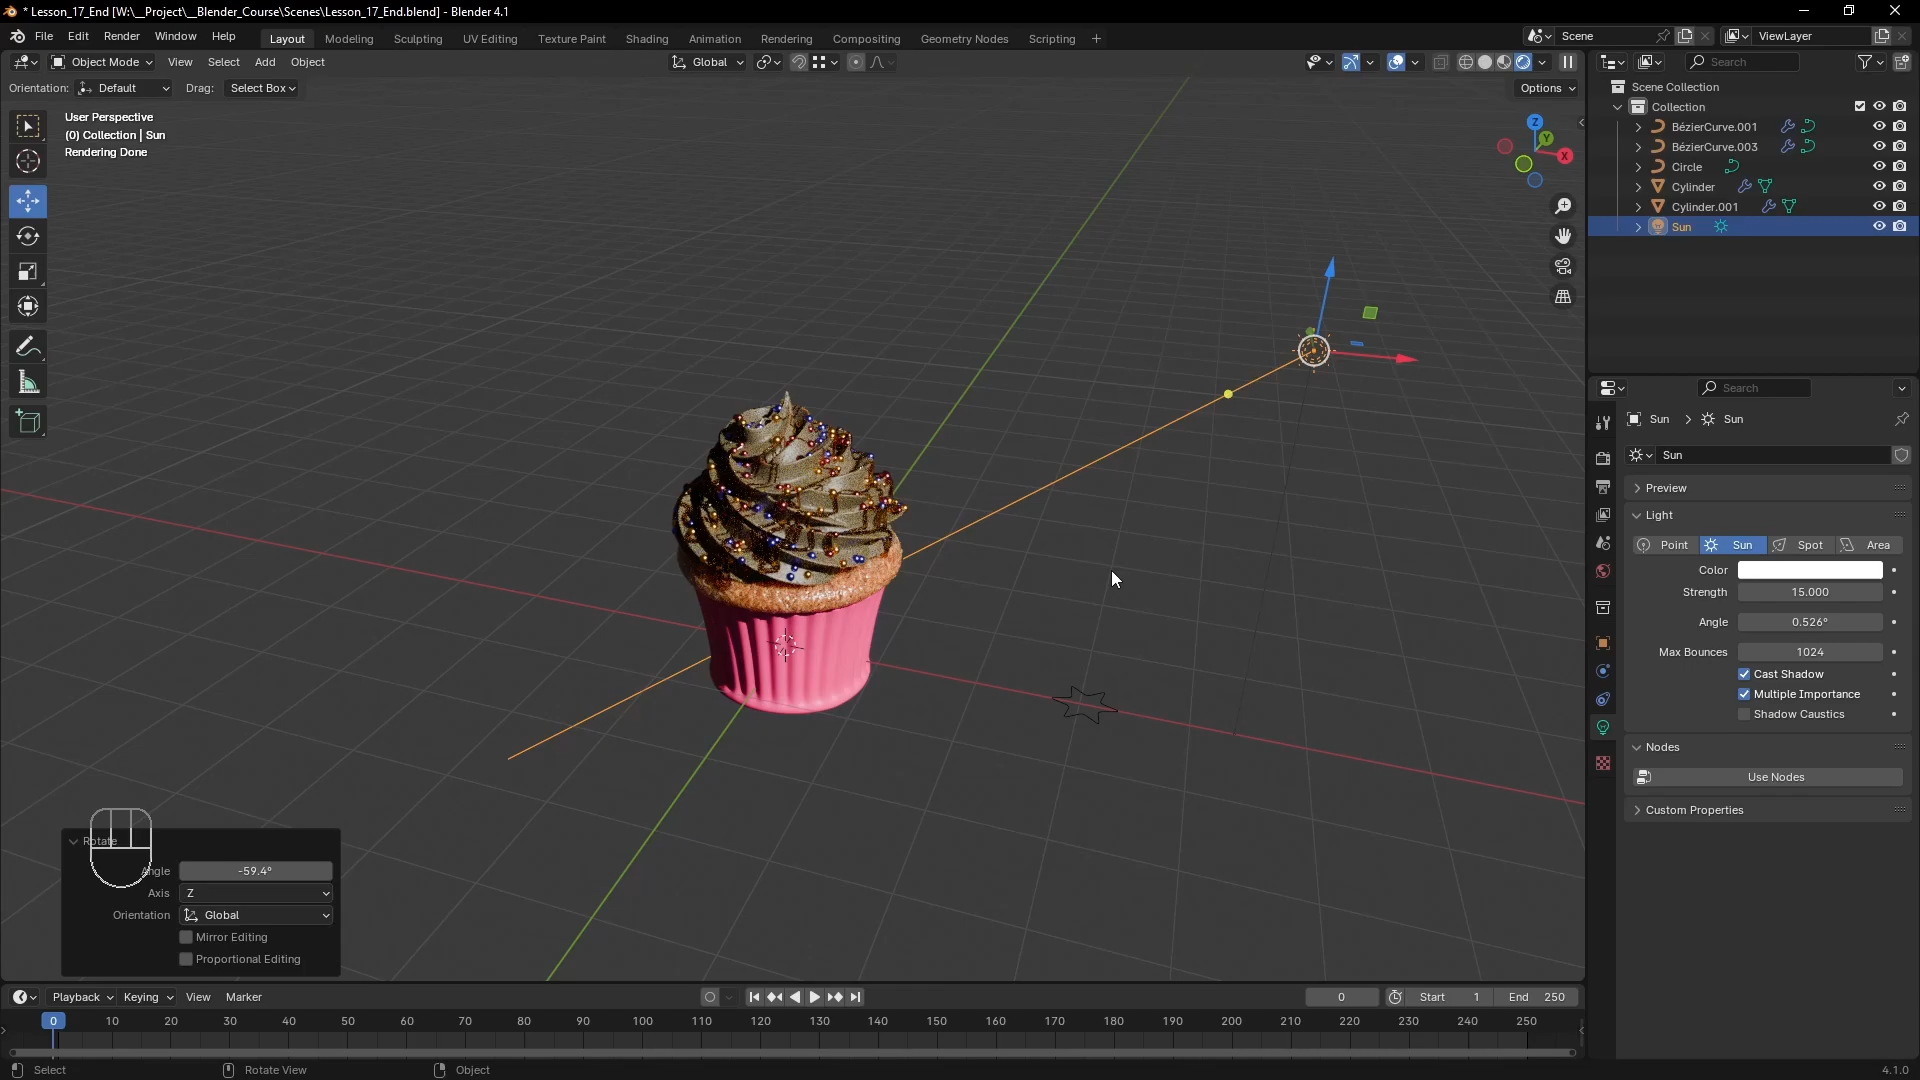 * Lesson_17_End [W:\__Project\__Blender_Course\Scenes\Lesson_17_End.blend] - Blender 4.1
File Edit Render Window Help
Layout Modeling Sculpting UV Editing Texture Paint Shading Animation Rendering Compositing Geometry Nodes Scripting +
Scene ViewLayer
Object Mode View Select Add Object
Global
Search
Orientation: Default Drag: Select Box
Options
User Perspective
(0) Collection | Sun
Rendering Done
Z
Y
X
Scene Collection
Collection
BézierCurve.001
BézierCurve.003
Circle
Cylinder
Cylinder.001
Sun
Search
Sun > Sun
Sun
Preview
Light
Point Sun Spot Area
Color
Strength 15.000
Angle 0.526°
Max Bounces 1024
Cast Shadow
Multiple Importance
Shadow Caustics
Nodes
Use Nodes
Custom Properties
Rotate
Angle -59.4°
Axis Z
Orientation Global
Mirror Editing
Proportional Editing
Playback Keying View Marker
0 Start 1 End 250
0 10 20 30 40 50 60 70 80 90 100 110 120 130 140 150 160 170 180 190 200 210 220 230 240 250
Select Rotate View Object
4.1.0